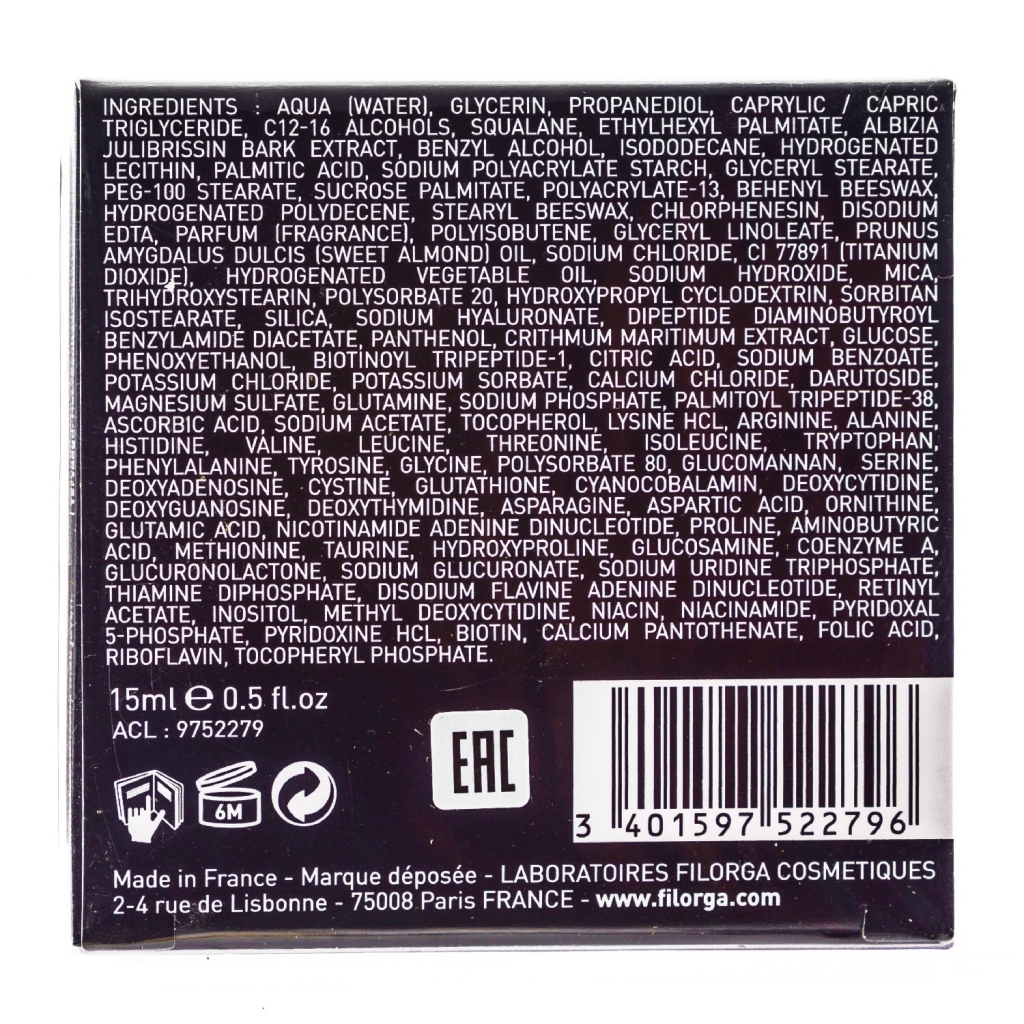 INGREDIENTS : AQUA (WATER), GLYCERIN, PROPANEDIOL, CAPRYLIC / CAPRIC
TRIGLYCERIDE, C12-16 ALCOHOLS, SQUALANE, ETHYLHEXYL PALMITATE, ALBIZIA
JULIBRISSIN BARK EXTRACT, BENZYL ALCOHOL, ISODODECANE, HYDROGENATED
LECITHIN, PALMITIC ACID, SODIUM POLYACRYLATE STARCH, GLYCERYL STEARATE,
PEG-100 STEARATE, SUCROSE PALMITATE, POLYACRYLATE-13, BEHENYL BEESWAX,
HYDROGENATED POLYDECENE, STEARYL BEESWAX, CHLORPHENESIN, DISODIUM
EDTA, PARFUM (FRAGRANCE), POLYISOBUTENE, GLYCERYL LINOLEATE, PRUNUS
AMYGDALUS DULCIS (SWEET ALMOND) OIL, SODIUM CHLORIDE, CI 77891 (TITANIUM
DIOXIDE), HYDROGENATED VEGETABLE OIL, SODIUM HYDROXIDE, MICA,
TRIHYDROXYSTEARIN, POLYSORBATE 20, HYDROXYPROPYL CYCLODEXTRIN, SORBITAN
ISOSTEARATE, SILICA, SODIUM HYALURONATE, DIPEPTIDE DIAMINOBUTYROYL
BENZYLAMIDE DIACETATE, PANTHENOL, CRITHMUM MARITIMUM EXTRACT, GLUCOSE,
PHENOXYETHANOL, BIOTINOYL TRIPEPTIDE-1, CITRIC ACID, SODIUM BENZOATE,
POTASSIUM CHLORIDE, POTASSIUM SORBATE, CALCIUM CHLORIDE, DARUTOSIDE,
MAGNESIUM SULFATE, GLUTAMINE, SODIUM PHOSPHATE, PALMITOYL TRIPEPTIDE-38,
ASCORBIC ACID, SODIUM ACETATE, TOCOPHEROL, LYSINE HCL, ARGININE, ALANINE,
HISTIDINE, VALINE, LEUCINE, THREONINE, ISOLEUCINE, TRYPTOPHAN,
PHENYLALANINE, TYROSINE, GLYCINE, POLYSORBATE 80, GLUCOMANNAN, SERINE,
DEOXYADENOSINE, CYSTINE, GLUTATHIONE, CYANOCOBALAMIN, DEOXYCYTIDINE,
DEOXYGUANOSINE, DEOXYTHYMIDINE, ASPARAGINE, ASPARTIC ACID, ORNITHINE,
GLUTAMIC ACID, NICOTINAMIDE ADENINE DINUCLEOTIDE, PROLINE, AMINOBUTYRIC
ACID, METHIONINE, TAURINE, HYDROXYPROLINE, GLUCOSAMINE, COENZYME A,
GLUCURONOLACTONE, SODIUM GLUCURONATE, SODIUM URIDINE TRIPHOSPHATE,
THIAMINE DIPHOSPHATE, DISODIUM FLAVINE ADENINE DINUCLEOTIDE, RETINYL
ACETATE, INOSITOL, METHYL DEOXYCYTIDINE, NIACIN, NIACINAMIDE, PYRIDOXAL
5-PHOSPHATE, PYRIDOXINE HCL, BIOTIN, CALCIUM PANTOTHENATE, FOLIC ACID,
RIBOFLAVIN, TOCOPHERYL PHOSPHATE.
15ml ℮ 0.5 fl.oz
ACL : 9752279
6M
EAC
3 401597 522796
Made in France - Marque déposée - LABORATOIRES FILORGA COSMETIQUES
2-4 rue de Lisbonne - 75008 Paris FRANCE - www.filorga.com